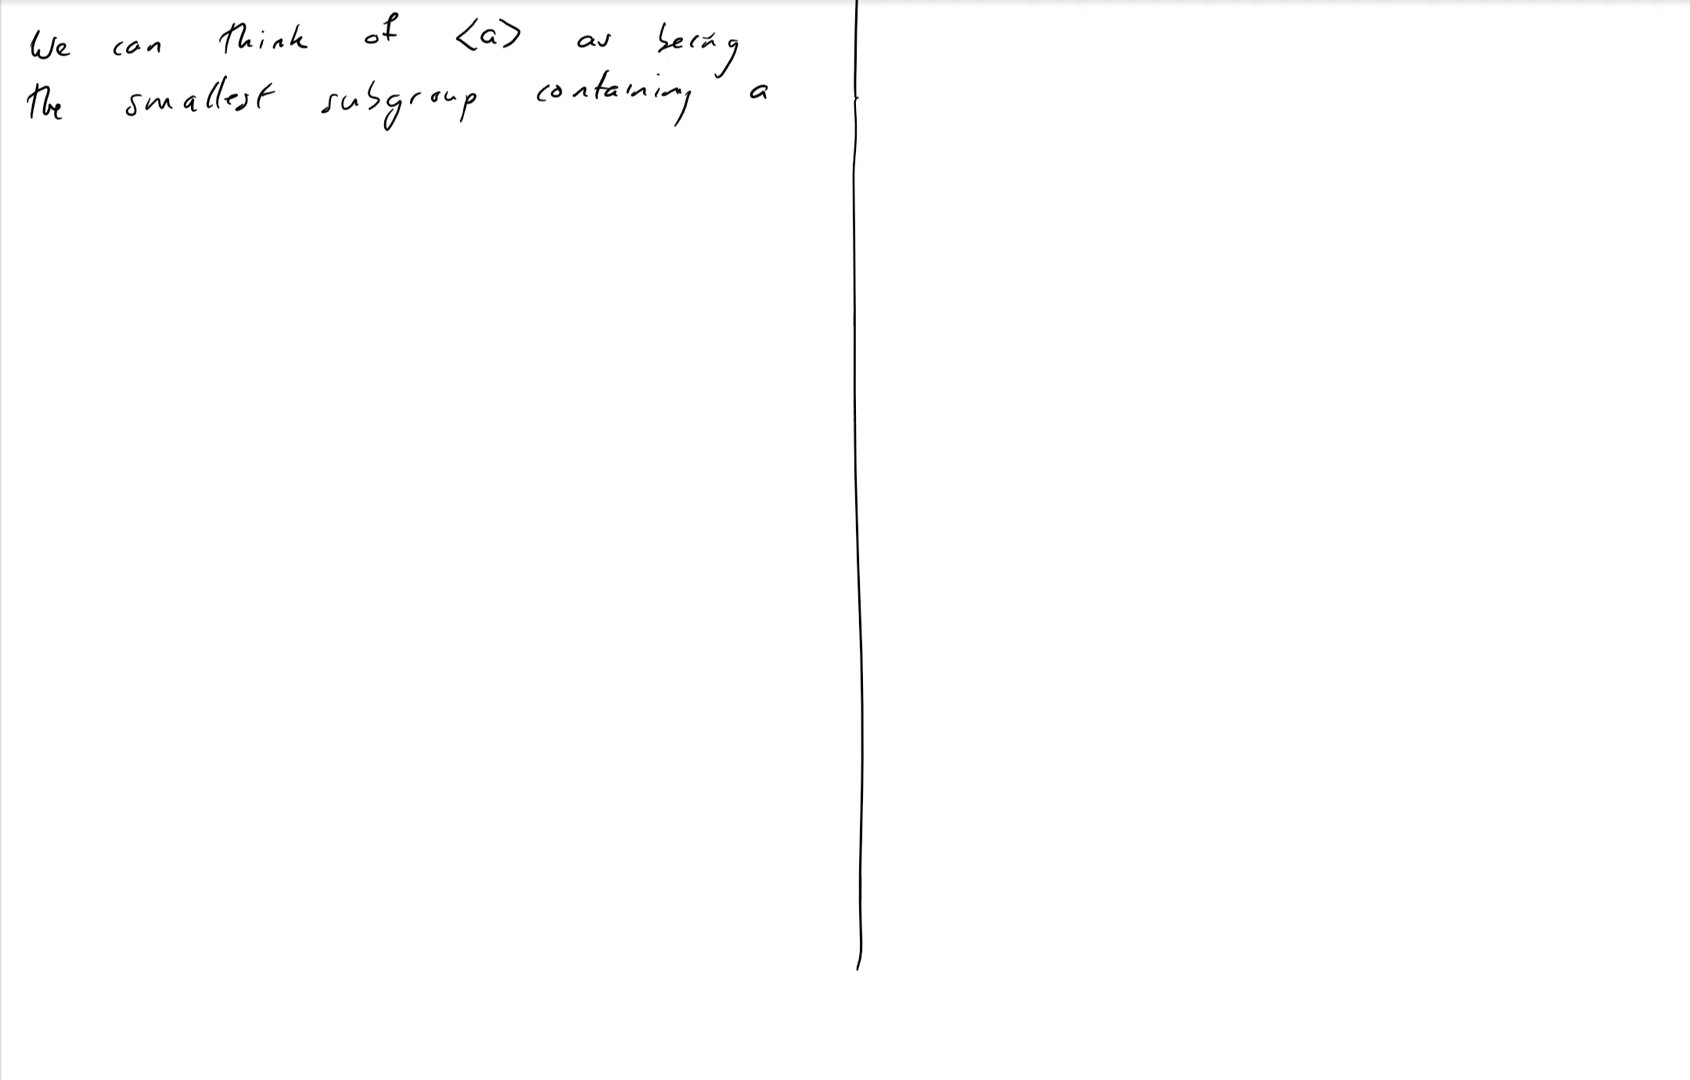 We can think of <a> as being
the smallest subgroup containing a